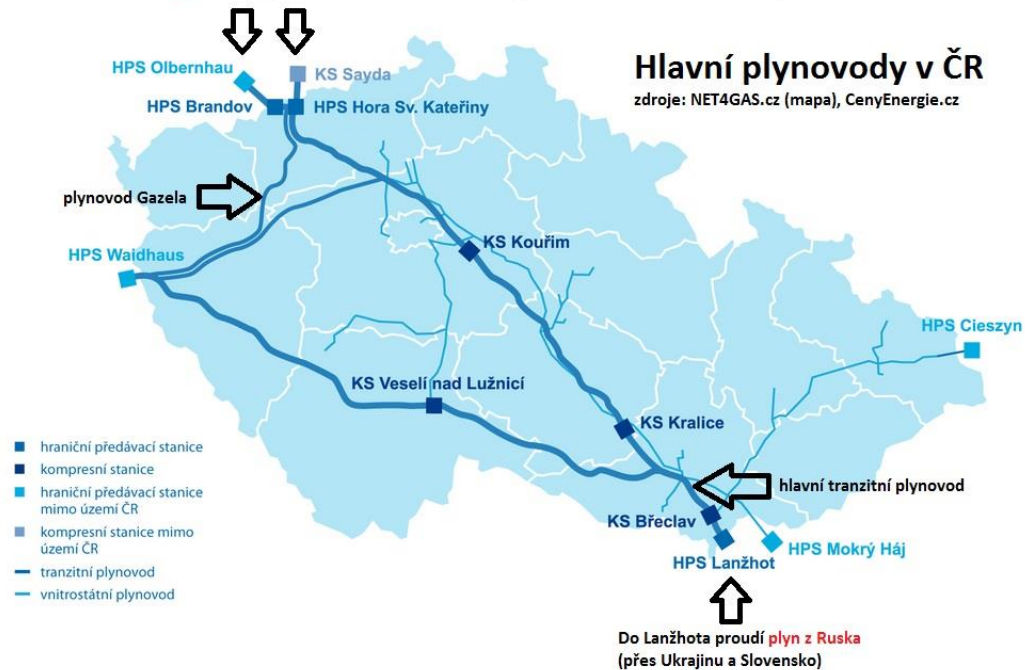 Hlavní plynovody v ČR
zdroje: NET4GAS.cz (mapa), CenyEnergie.cz
HPS Olbernhau
KS Sayda
HPS Brandov
HPS Hora Sv. Kateřiny
plynovod Gazela
HPS Waidhaus
KS Kouřim
HPS Cieszyn
KS Veselí nad Lužnicí
KS Kralice
hlavní tranzitní plynovod
KS Břeclav
HPS Mokrý Háj
HPS Lanžhot
hraniční předávací stanice
kompresní stanice
hraniční předávací stanice
mimo území ČR
kompresní stanice mimo
území ČR
tranzitní plynovod
vnitrostátní plynovod
Do Lanžhota proudí plyn z Ruska
(přes Ukrajinu a Slovensko)